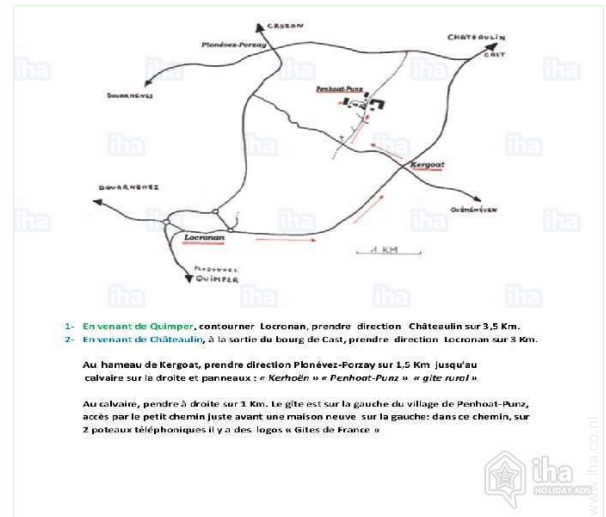 CROZON
Plonévez-Porzay
CHATEAULIN
CAST
DOUARNENEZ
Penhoat-Punz
Kergoat
DOUARNENEZ
QUÉMÉNÉVEN
Locronan
1 KM
QUIMPER
1- En venant de Quimper, contourner Locronan, prendre direction Châteaulin sur 3,5 Km.
2- En venant de Châteaulin, à la sortie du bourg de Cast, prendre direction Locronan sur 3 Km.
Au hameau de Kergoat, prendre direction Plonévez-Porzay sur 1,5 Km jusqu'au
calvaire sur la droite et panneaux : « Kerhoën » « Penhoat-Punz » « gîte rural »
Au calvaire, pendre à droite sur 1 Km. Le gîte est sur la gauche du village de Penhoat-Punz,
accès par le petit chemin juste avant une maison neuve sur la gauche: dans ce chemin, sur
2 poteaux téléphoniques il y a des logos « Gites de France »
iha
HOLIDAY-ADS
www.iha.co.nl